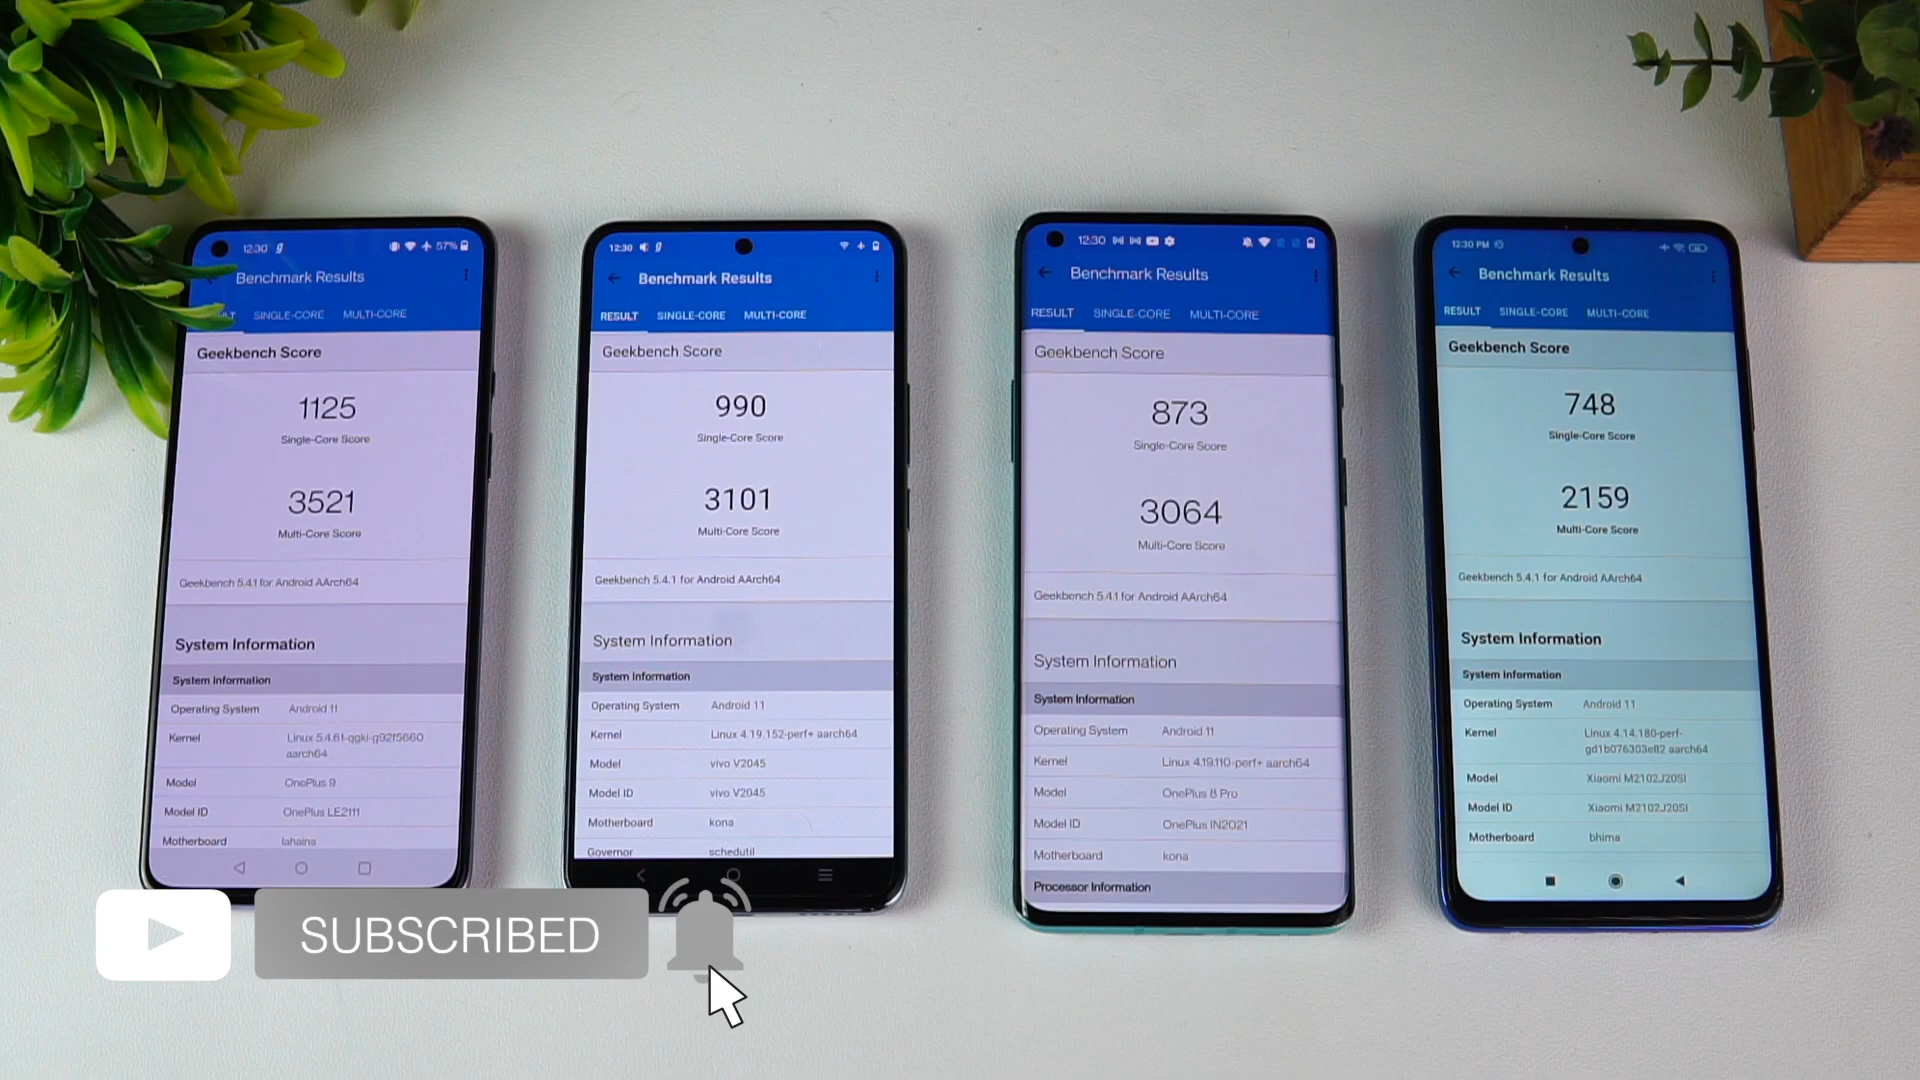 12:30
57%
Benchmark Results
SINGLE-CORE MULTI-CORE
Geekbench Score
1125
Single-Core Score
3521
Multi-Core Score
Geekbench 5.4.1 for Android AArch64
System Information
System Information
Operating System Android 11
Kernel Linux 5.4.61-qgki-g92f5660
aarch64
Model OnePlus 9
Model ID OnePlus LE2111
Motherboard lahaina
12:30
Benchmark Results
RESULT SINGLE-CORE MULTI-CORE
Geekbench Score
990
Single-Core Score
3101
Multi-Core Score
Geekbench 5.4.1 for Android AArch64
System Information
System Information
Operating System Android 11
Kernel Linux 4.19.152-perf+ aarch64
Model vivo V2045
Model ID vivo V2045
Motherboard kona
Governor schedutil
12:30
Benchmark Results
RESULT SINGLE-CORE MULTI-CORE
Geekbench Score
873
Single-Core Score
3064
Multi-Core Score
Geekbench 5.4.1 for Android AArch64
System Information
System Information
Operating System Android 11
Kernel Linux 4.19.110-perf+ aarch64
Model OnePlus 8 Pro
Model ID OnePlus IN2021
Motherboard kona
Processor Information
12:30 PM
Benchmark Results
RESULT SINGLE-CORE MULTI-CORE
Geekbench Score
748
Single-Core Score
2159
Multi-Core Score
Geekbench 5.4.1 for Android AArch64
System Information
System Information
Operating System Android 11
Kernel Linux 4.14.180-perf-
gd1b076303e82 aarch64
Model Xiaomi M2102J20SI
Model ID Xiaomi M2102J20SI
Motherboard bhima
SUBSCRIBED